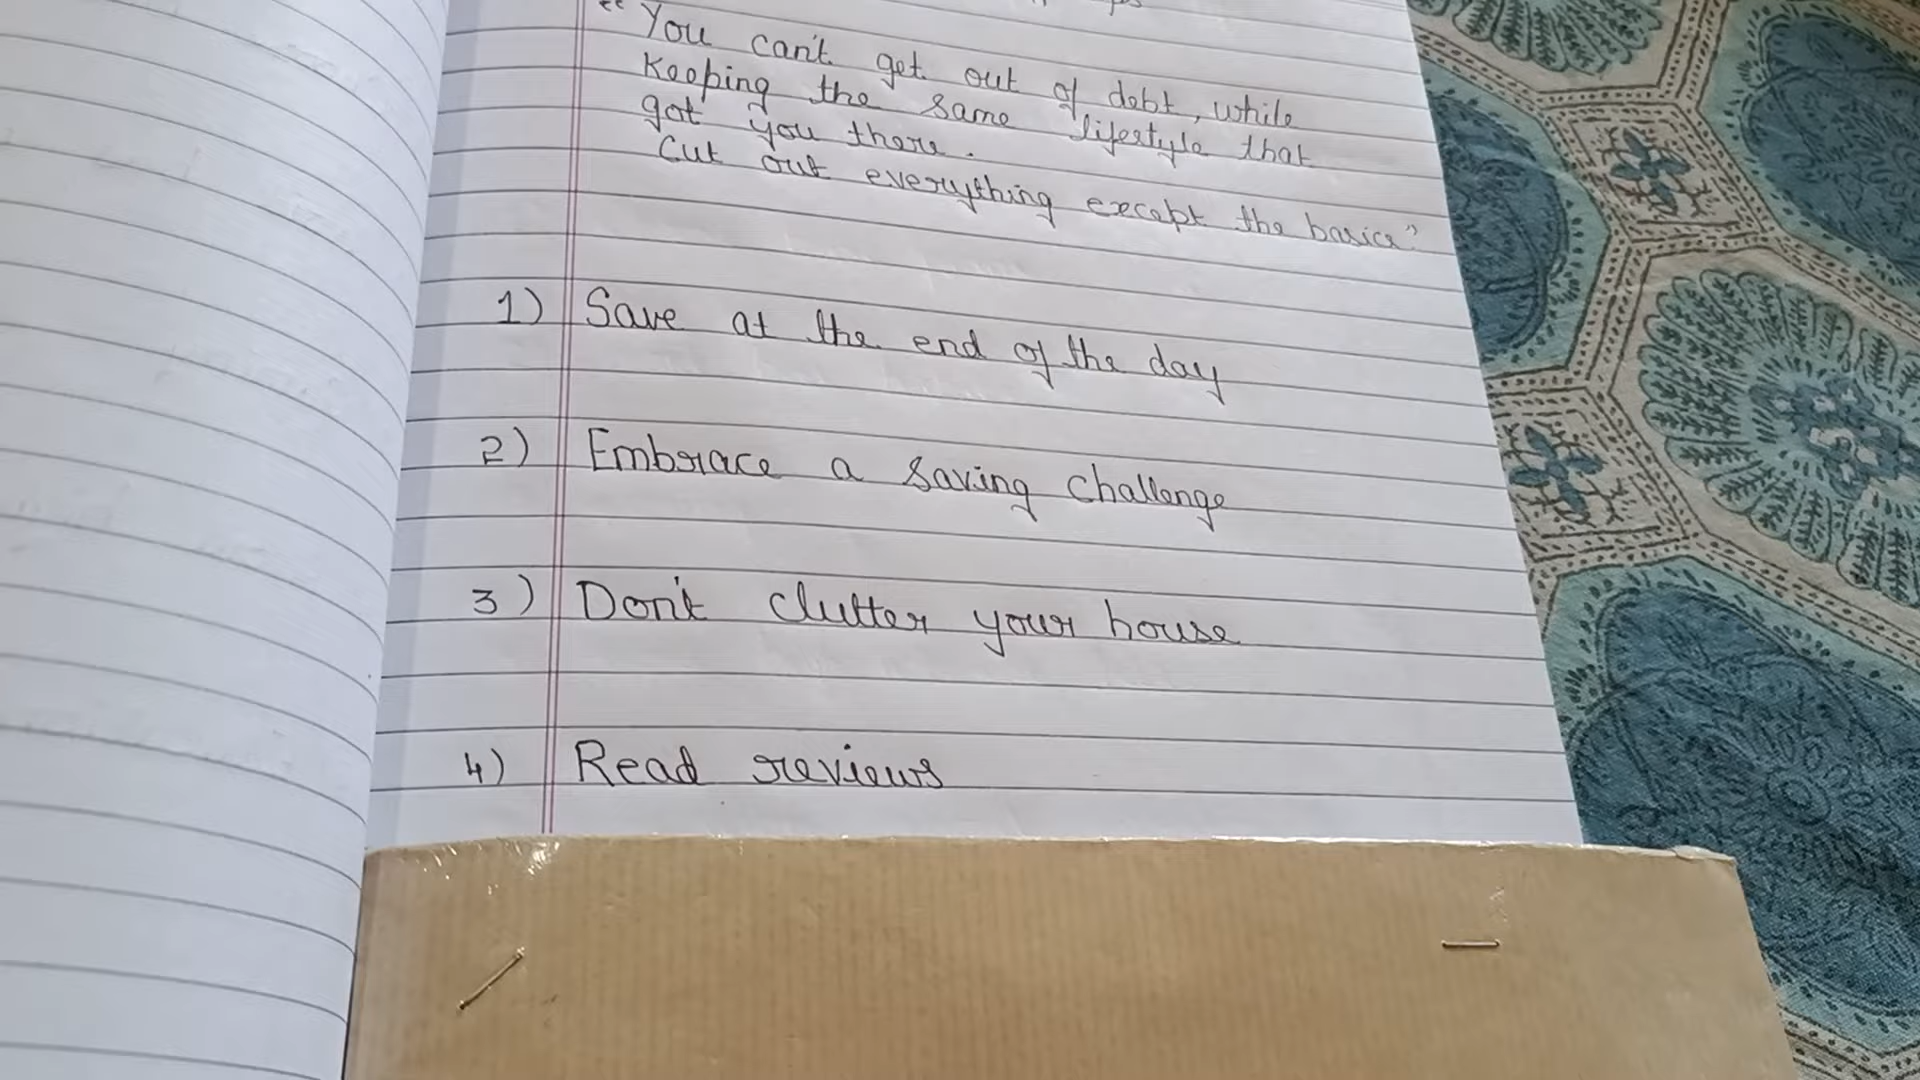 “ You can't get out of debt, while
Keeping the same lifestyle that
got you there.
Cut out everything except the basics”
1) Save at the end of the day
2) Embrace a saving challenge
3) Don't clutter your house
4) Read reviews